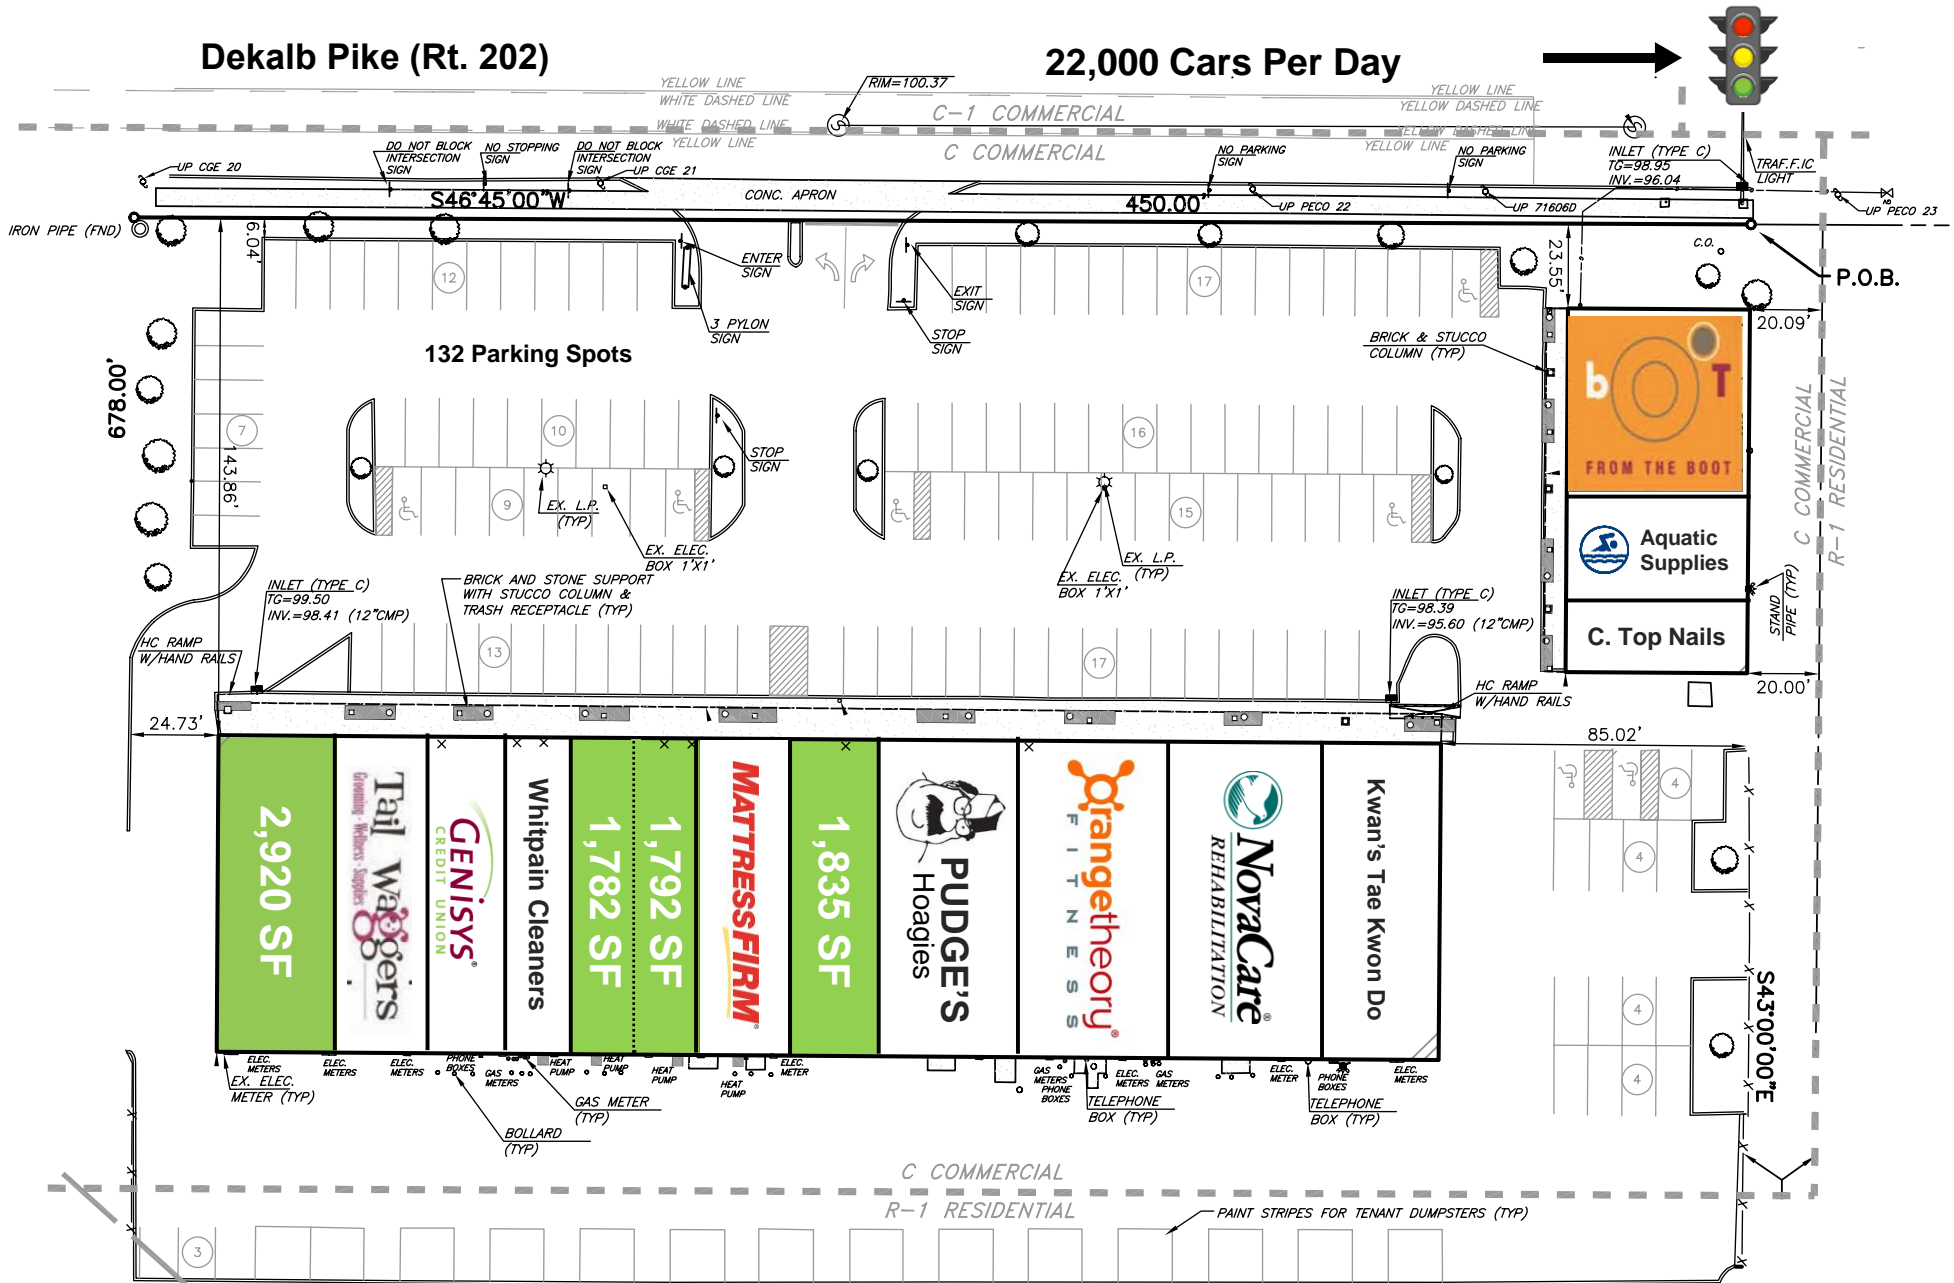 Dekalb Pike (Rt. 202)
22,000 Cars Per Day
YELLOW LINE
WHITE DASHED LINE
RIM=100.37
C-1 COMMERCIAL
YELLOW LINE
YELLOW DASHED LINE
WHITE DASHED LINE
YELLOW LINE
C COMMERCIAL
YELLOW DASHED LINE
YELLOW LINE
UP CGE 20
DO NOT BLOCK
INTERSECTION
SIGN
NO STOPPING
SIGN
DO NOT BLOCK
INTERSECTION
SIGN
UP CGE 21
NO PARKING
SIGN
NO PARKING
SIGN
INLET (TYPE C)
TG=98.95
INV.=96.04
TRAF.F.IC
LIGHT
S46°45'00"W
CONC. APRON
450.00'
UP PECO 22
UP 71606D
UP PECO 23
IRON PIPE (FND)
6.04'
12
ENTER
SIGN
3 PYLON
SIGN
EXIT
SIGN
STOP
SIGN
17
23.55'
C.O.
P.O.B.
20.09'
132 Parking Spots
BRICK & STUCCO
COLUMN (TYP)
678.00'
7
143.86'
10
STOP
SIGN
16
9
EX. L.P.
(TYP)
EX. ELEC.
BOX 1'X1'
15
EX. L.P.
(TYP)
EX. ELEC.
BOX 1'X1'
bOOT
FROM THE BOOT
C COMMERCIAL
R-1 RESIDENTIAL
Aquatic
Supplies
STAND
PIPE (TYP)
C. Top Nails
20.00'
INLET (TYPE C)
TG=99.50
INV.=98.41 (12"CMP)
BRICK AND STONE SUPPORT
WITH STUCCO COLUMN &
TRASH RECEPTACLE (TYP)
INLET (TYPE C)
TG=98.39
INV.=95.60 (12"CMP)
HC RAMP
W/HAND RAILS
13
17
HC RAMP
W/HAND RAILS
24.73'
85.02'
2,920 SF
Tail Waggers
Grooming - Wellness - Supplies
GENISYS®
CREDIT UNION
Whitpain Cleaners
1,782 SF
1,792 SF
MATTRESSFIRM®
1,835 SF
PUDGE'S
Hoagies
Orangetheory®
FITNESS
NovaCare®
REHABILITATION
Kwan's Tae Kwon Do
4
4
4
4
S43°00'00"E
ELEC.
METERS
ELEC.
METERS
ELEC.
METERS
PHONE
BOXES
GAS
METERS
HEAT
PUMP
HEAT
PUMP
HEAT
PUMP
HEAT
PUMP
ELEC.
METER
GAS
METERS
PHONE
BOXES
ELEC.
METERS
GAS
METERS
ELEC.
METER
PHONE
BOXES
ELEC.
METERS
EX. ELEC.
METER (TYP)
GAS METER
(TYP)
BOLLARD
(TYP)
TELEPHONE
BOX (TYP)
TELEPHONE
BOX (TYP)
C COMMERCIAL
R-1 RESIDENTIAL
PAINT STRIPES FOR TENANT DUMPSTERS (TYP)
3